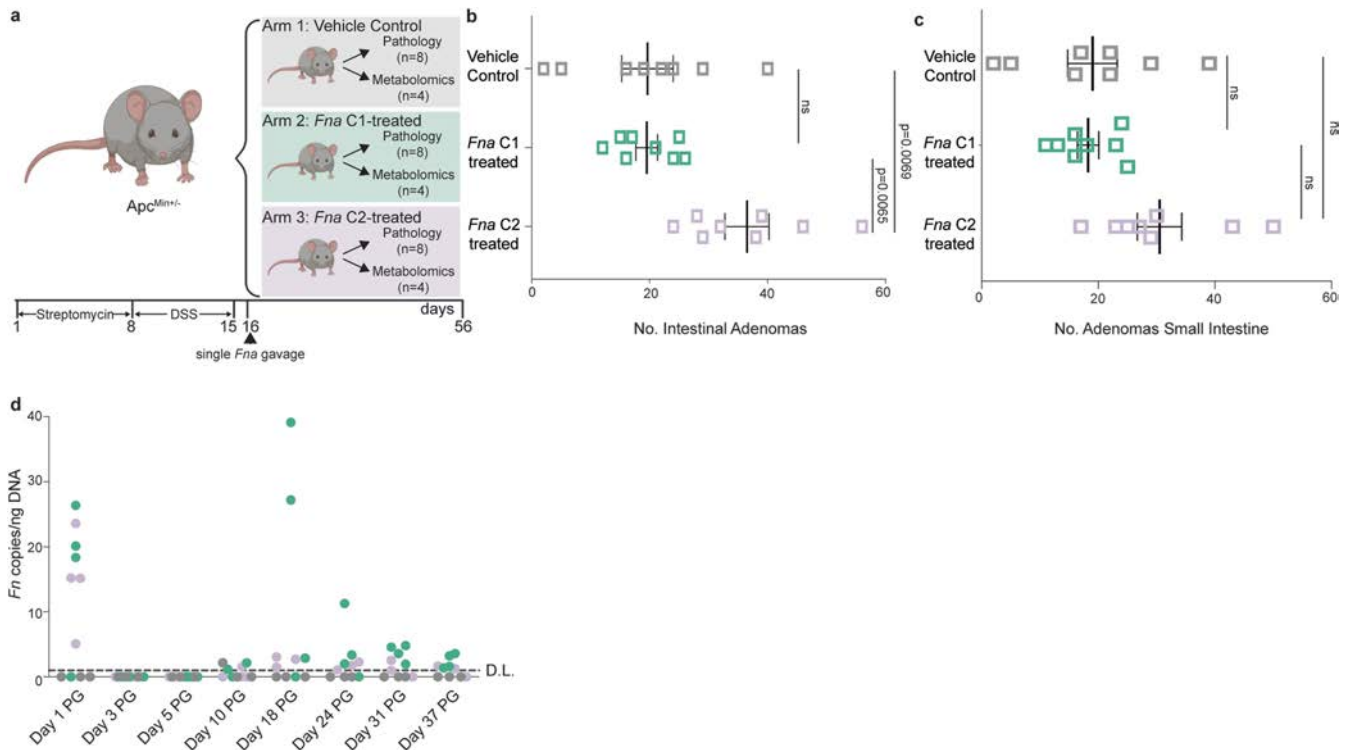 a
Arm 1: Vehicle Control
Pathology
(n=8)
Metabolomics
(n=4)
Arm 2: Fna C1-treated
Pathology
(n=8)
Metabolomics
(n=4)
Arm 3: Fna C2-treated
Pathology
(n=8)
Metabolomics
(n=4)
Apc^Min+/-
Streptomycin
DSS
days
1
8
15
16
56
single Fna gavage
b
Vehicle
Control
Fna C1
treated
Fna C2
treated
ns
p=0.0065
p=0.0069
0
20
40
60
No. Intestinal Adenomas
c
Vehicle
Control
Fna C1
treated
Fna C2
treated
ns
ns
ns
0
20
40
60
No. Adenomas Small Intestine
d
Fn copies/ng DNA
40
30
20
10
0
D.L.
Day 1 PG
Day 3 PG
Day 5 PG
Day 10 PG
Day 18 PG
Day 24 PG
Day 31 PG
Day 37 PG